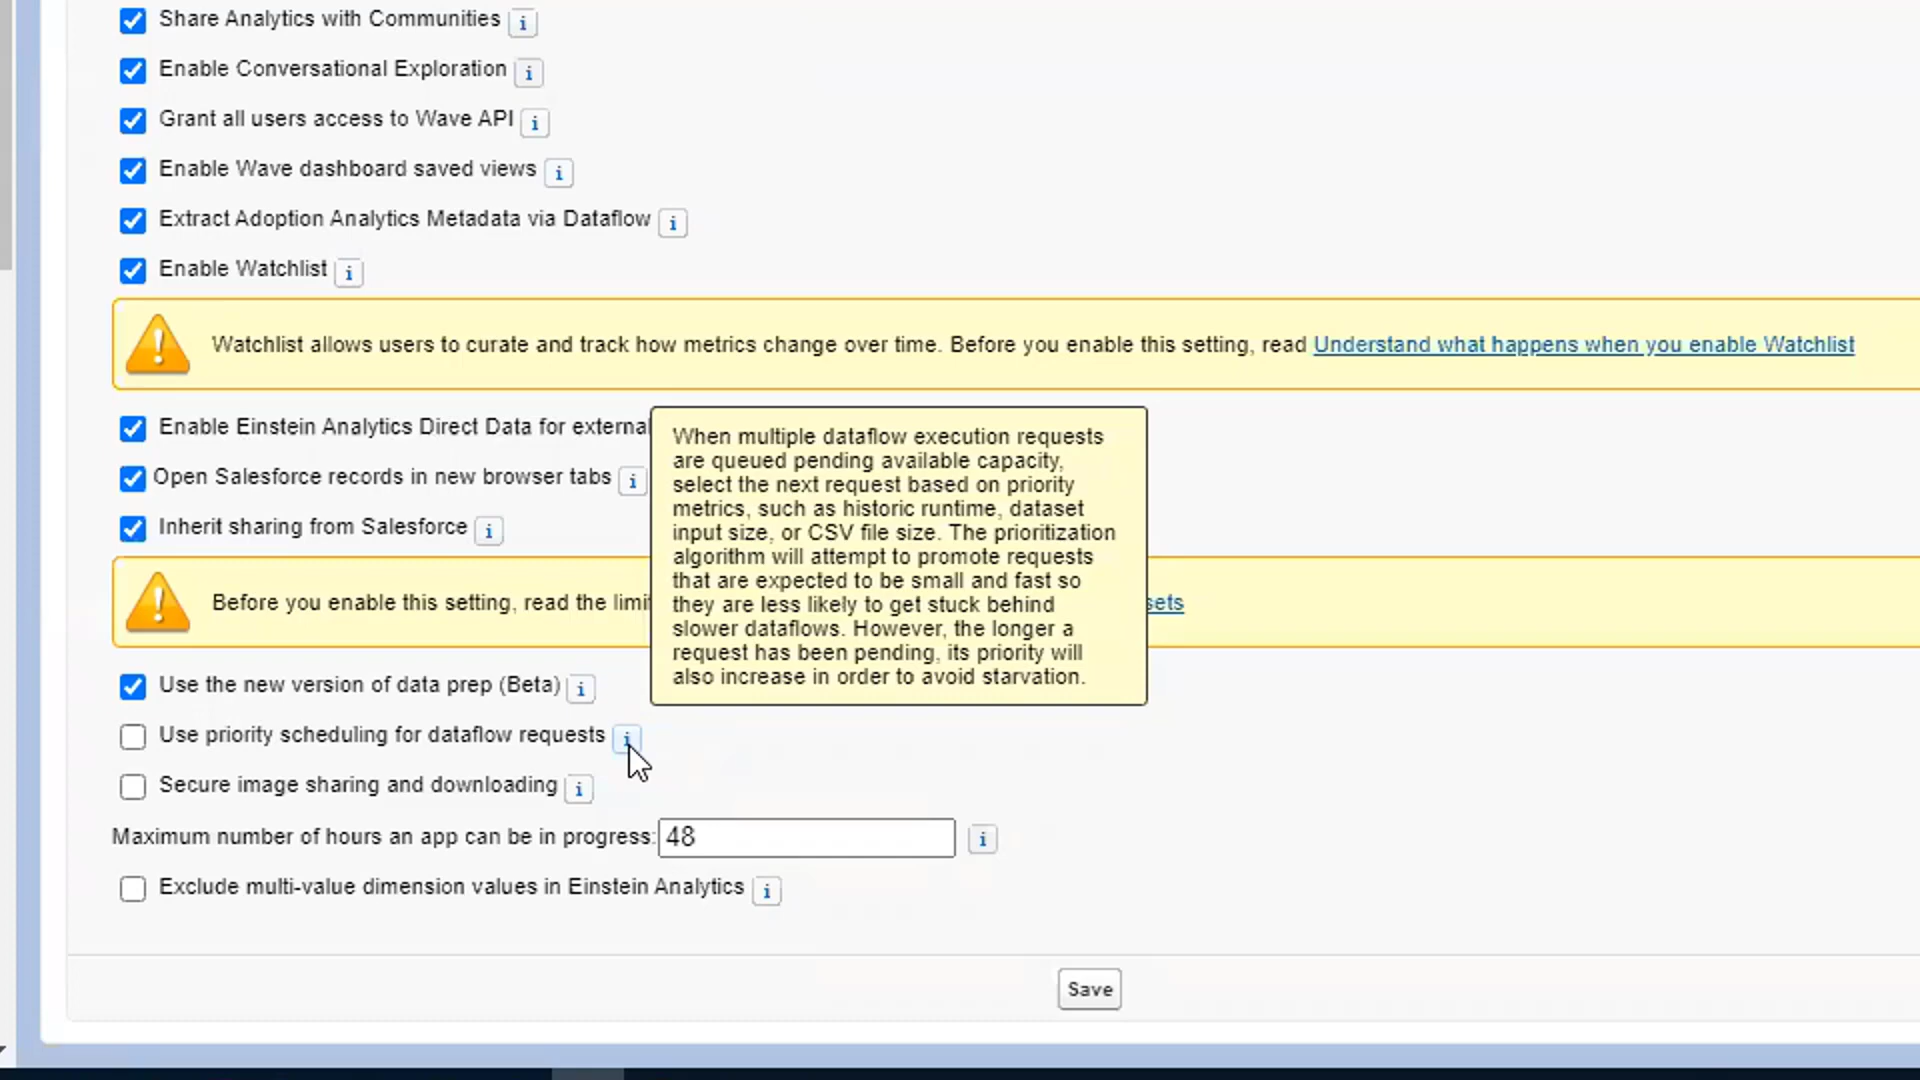 Share Analytics with Communities
Enable Conversational Exploration
Grant all users access to Wave API
Enable Wave dashboard saved views
Extract Adoption Analytics Metadata via Dataflow
Enable Watchlist
Watchlist allows users to curate and track how metrics change over time. Before you enable this setting, read Understand what happens when you enable Watchlist
Enable Einstein Analytics Direct Data for external
Open Salesforce records in new browser tabs
Inherit sharing from Salesforce
When multiple dataflow execution requests
are queued pending available capacity,
select the next request based on priority
metrics, such as historic runtime, dataset
input size, or CSV file size. The prioritization
algorithm will attempt to promote requests
that are expected to be small and fast so
they are less likely to get stuck behind
slower dataflows. However, the longer a
request has been pending, its priority will
also increase in order to avoid starvation.
Before you enable this setting, read the
Use the new version of data prep (Beta)
Use priority scheduling for dataflow requests
Secure image sharing and downloading
Maximum number of hours an app can be in progress: 48
Exclude multi-value dimension values in Einstein Analytics
Save